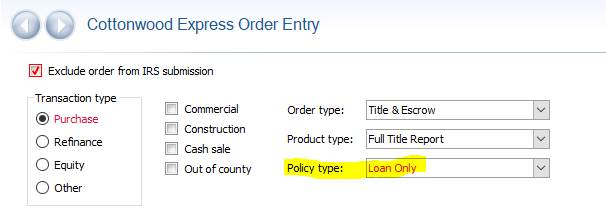 Cottonwood Express Order Entry
Exclude order from IRS submission
Transaction type
Purchase
Refinance
Equity
Other
Commercial
Construction
Cash sale
Out of county
Order type: Title & Escrow
Product type: Full Title Report
Policy type: Loan Only